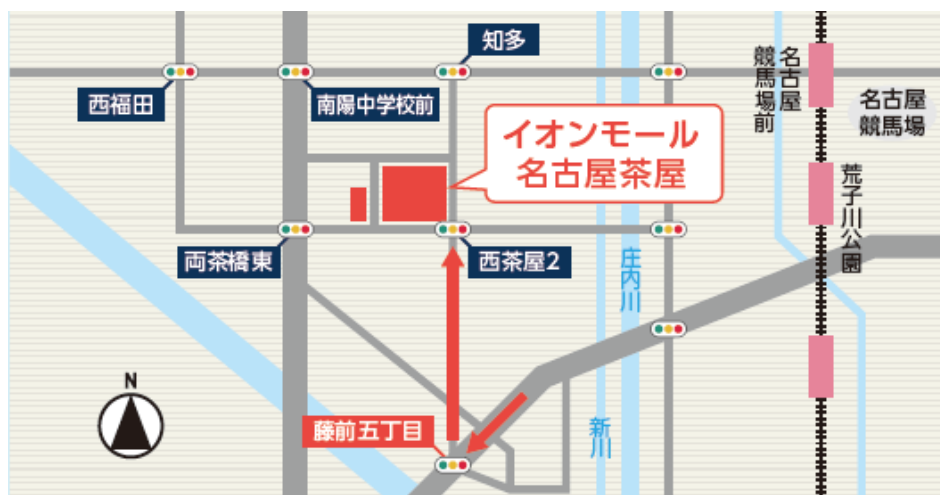 知多
西福田
南陽中学校前
イオンモール
名古屋茶屋
名古屋
競馬場前
名古屋
競馬場
荒子川公園
両茶橋東
西茶屋2
庄内川
N
藤前五丁目
新川